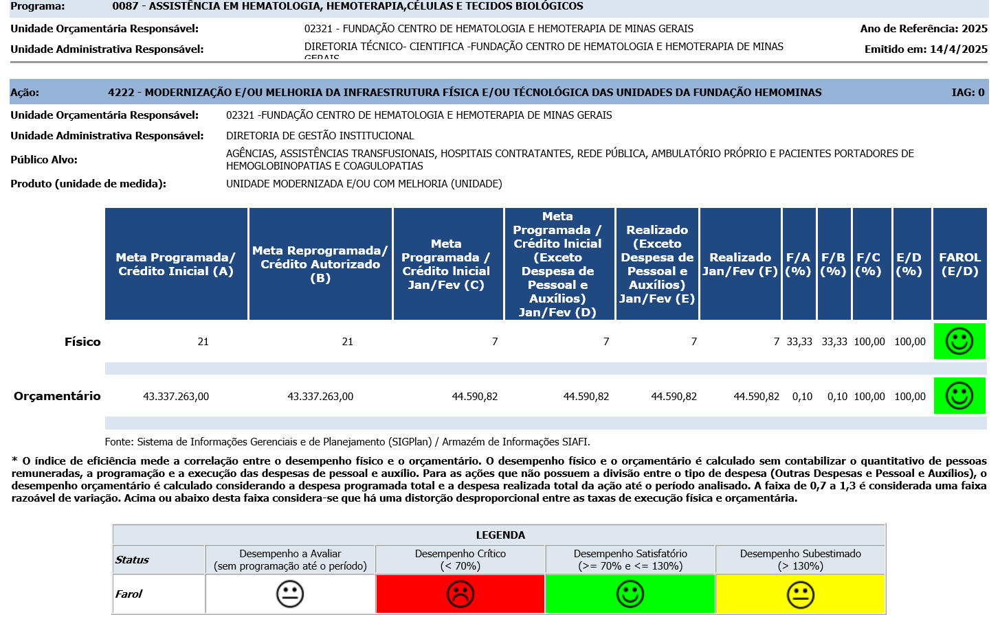 Programa: 0087 - ASSISTÊNCIA EM HEMATOLOGIA, HEMOTERAPIA,CÉLULAS E TECIDOS BIOLÓGICOS
Unidade Orçamentária Responsável: 02321 - FUNDAÇÃO CENTRO DE HEMATOLOGIA E HEMOTERAPIA DE MINAS GERAIS Ano de Referência: 2025
Unidade Administrativa Responsável: DIRETORIA TÉCNICO- CIENTIFICA -FUNDAÇÃO CENTRO DE HEMATOLOGIA E HEMOTERAPIA DE MINAS Emitido em: 14/4/2025
GERAIS
Ação: 4222 - MODERNIZAÇÃO E/OU MELHORIA DA INFRAESTRUTURA FÍSICA E/OU TÉCNOLÓGICA DAS UNIDADES DA FUNDAÇÃO HEMOMINAS IAG: 0
Unidade Orçamentária Responsável: 02321 -FUNDAÇÃO CENTRO DE HEMATOLOGIA E HEMOTERAPIA DE MINAS GERAIS
Unidade Administrativa Responsável: DIRETORIA DE GESTÃO INSTITUCIONAL
Público Alvo: AGÊNCIAS, ASSISTÊNCIAS TRANSFUSIONAIS, HOSPITAIS CONTRATANTES, REDE PÚBLICA, AMBULATÓRIO PRÓPRIO E PACIENTES PORTADORES DE
HEMOGLOBINOPATIAS E COAGULOPATIAS
Produto (unidade de medida): UNIDADE MODERNIZADA E/OU COM MELHORIA (UNIDADE)
Meta Programada/
Crédito Inicial (A)
Meta Reprogramada/
Crédito Autorizado
(B)
Meta
Programada /
Crédito Inicial
Jan/Fev (C)
Meta
Programada /
Crédito Inicial
(Exceto
Despesa de
Pessoal e
Auxílios)
Jan/Fev (D)
Realizado
(Exceto
Despesa de
Pessoal e
Auxílios)
Jan/Fev (E)
Realizado
Jan/Fev (F)
F/A
(%)
F/B
(%)
F/C
(%)
E/D
(%)
FAROL
(E/D)
Físico 21 21 7 7 7 7 33,33 33,33 100,00 100,00
Orçamentário 43.337.263,00 43.337.263,00 44.590,82 44.590,82 44.590,82 44.590,82 0,10 0,10 100,00 100,00
Fonte: Sistema de Informações Gerenciais e de Planejamento (SIGPlan) / Armazém de Informações SIAFI.
* O índice de eficiência mede a correlação entre o desempenho físico e o orçamentário. O desempenho físico e o orçamentário é calculado sem contabilizar o quantitativo de pessoas
remuneradas, a programação e a execução das despesas de pessoal e auxílio. Para as ações que não possuem a divisão entre o tipo de despesa (Outras Despesas e Pessoal e Auxílios), o
desempenho orçamentário é calculado considerando a despesa programada total e a despesa realizada total da ação até o período analisado. A faixa de 0,7 a 1,3 é considerada uma faixa
razoável de variação. Acima ou abaixo desta faixa considera-se que há uma distorção desproporcional entre as taxas de execução física e orçamentária.
LEGENDA
Status
Desempenho a Avaliar
(sem programação até o período)
Desempenho Crítico
(< 70%)
Desempenho Satisfatório
(>= 70% e <= 130%)
Desempenho Subestimado
(> 130%)
Farol